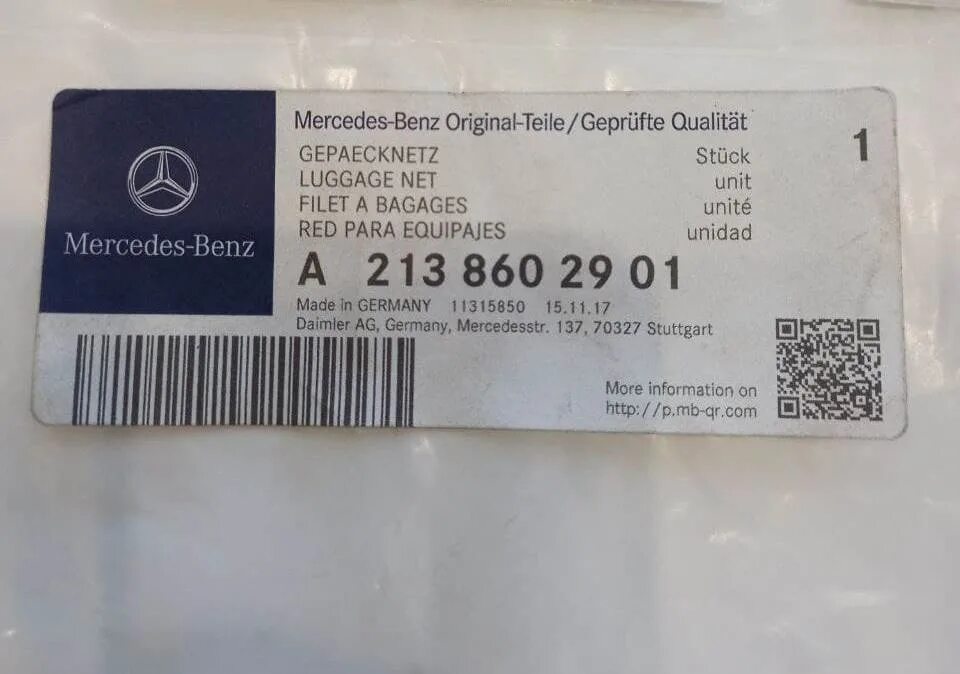 Mercedes-Benz
Mercedes-Benz Original-Teile/Geprüfte Qualität
GEPAECKNETZ Stück 1
LUGGAGE NET unit
FILET A BAGAGES unité
RED PARA EQUIPAJES unidad
A 213 860 29 01
Made in GERMANY 11315850 15.11.17
Daimler AG, Germany, Mercedesstr. 137, 70327 Stuttgart
More information on
http://p.mb-qr.com